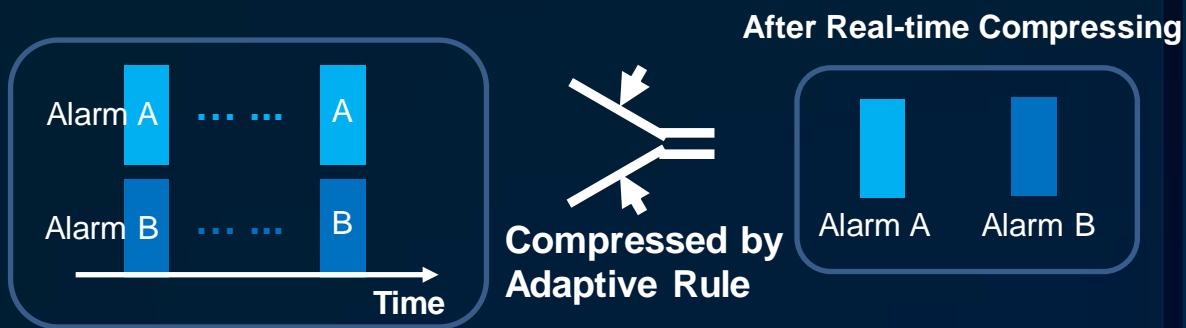 After Real-time Compressing
Alarm A … ... A
Alarm B … ... B
Time
Compressed by
Adaptive Rule
Alarm A Alarm B